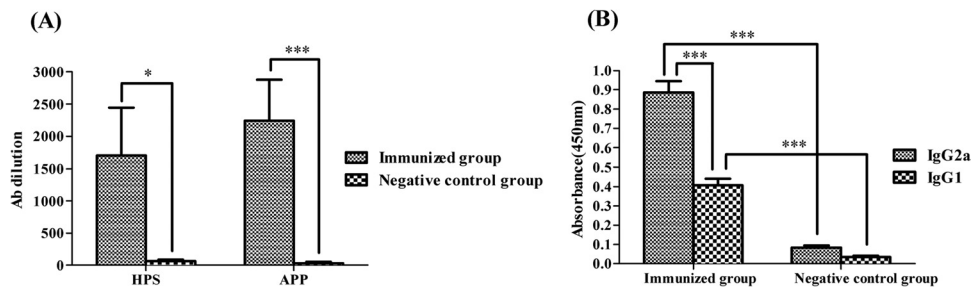 (A)
*
***
3000
2500
2000
1500
1000
500
0
Ab dilution
HPS
APP
Immunized group
Negative control group
(B)
***
***
***
1.0
0.9
0.8
0.7
0.6
0.5
0.4
0.3
0.2
0.1
0.0
Absorbance(450nm)
Immunized group
Negative control group
IgG2a
IgG1